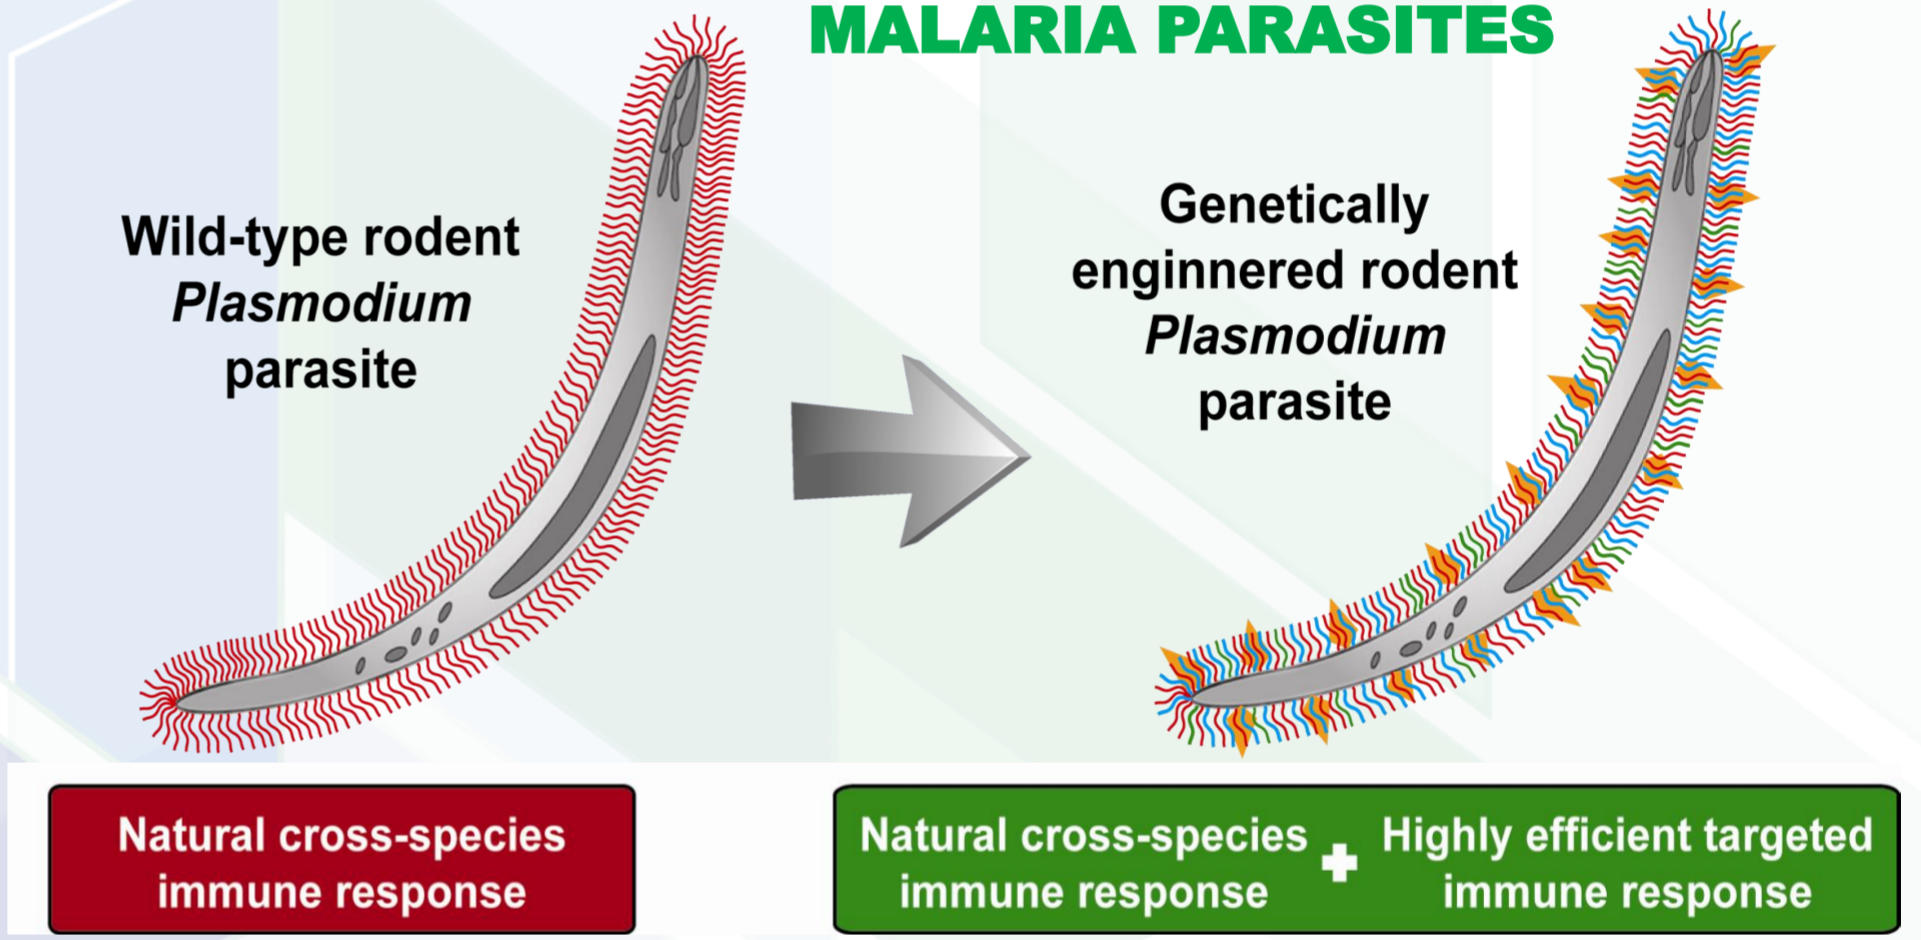 MALARIA PARASITES
Wild-type rodent
Plasmodium
parasite
Genetically
enginnered rodent
Plasmodium
parasite
Natural cross-species
immune response
Natural cross-species
immune response
+
Highly efficient targeted
immune response